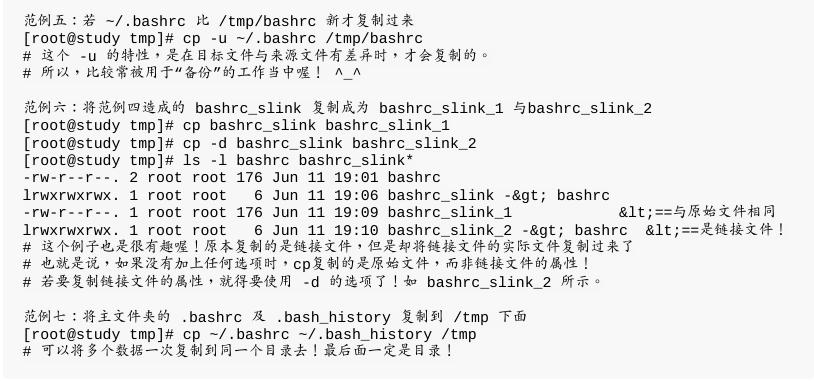 范例五：若 ~/.bashrc 比 /tmp/bashrc 新才复制过来
[root@study tmp]# cp -u ~/.bashrc /tmp/bashrc
# 这个 -u 的特性，是在目标文件与来源文件有差异时，才会复制的。
# 所以，比较常被用于“备份”的工作当中喔！ ^_^
范例六：将范例四造成的 bashrc_slink 复制成为 bashrc_slink_1 与bashrc_slink_2
[root@study tmp]# cp bashrc_slink bashrc_slink_1
[root@study tmp]# cp -d bashrc_slink bashrc_slink_2
[root@study tmp]# ls -l bashrc bashrc_slink*
-rw-r--r--. 2 root root 176 Jun 11 19:01 bashrc
lrwxrwxrwx. 1 root root   6 Jun 11 19:06 bashrc_slink -&gt; bashrc
-rw-r--r--. 1 root root 176 Jun 11 19:09 bashrc_slink_1            &lt;==与原始文件相同
lrwxrwxrwx. 1 root root   6 Jun 11 19:10 bashrc_slink_2 -&gt; bashrc  &lt;==是链接文件！
# 这个例子也是很有趣喔！原本复制的是链接文件，但是却将链接文件的实际文件复制过来了
# 也就是说，如果没有加上任何选项时，cp复制的是原始文件，而非链接文件的属性！
# 若要复制链接文件的属性，就得要使用 -d 的选项了！如 bashrc_slink_2 所示。
范例七：将主文件夹的 .bashrc 及 .bash_history 复制到 /tmp 下面
[root@study tmp]# cp ~/.bashrc ~/.bash_history /tmp
# 可以将多个数据一次复制到同一个目录去！最后面一定是目录！